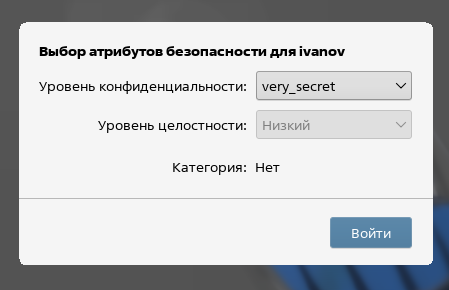 Выбор атрибутов безопасности для ivanov
Уровень конфиденциальности: very_secret
Уровень целостности: Низкий
Категория: Нет
Войти